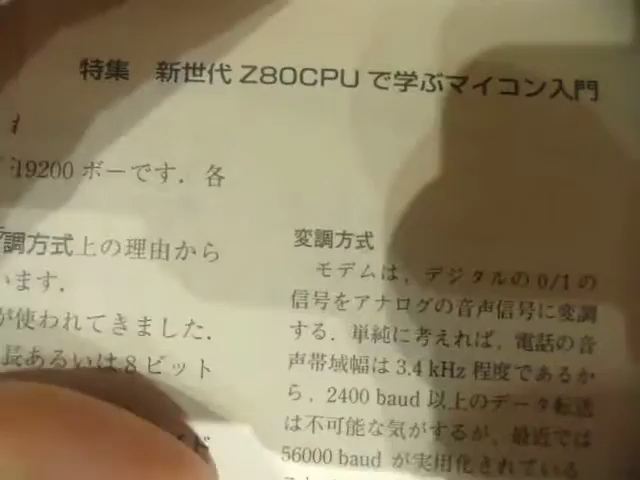 特集 新世代 Z80CPU で学ぶマイコン入門
19200 ボーです．各
調方式上の理由から
います．
が使われてきました．
長あるいは8ビット
変調方式
モデムは，デジタルの 0/1 の
信号をアナログの音声信号に変調
する．単純に考えれば，電話の音
声帯域幅は 3.4 kHz 程度であるか
ら，2400 baud 以上のデータ転送
は不可能な気がするが，最近では
56000 baud が実用化されている